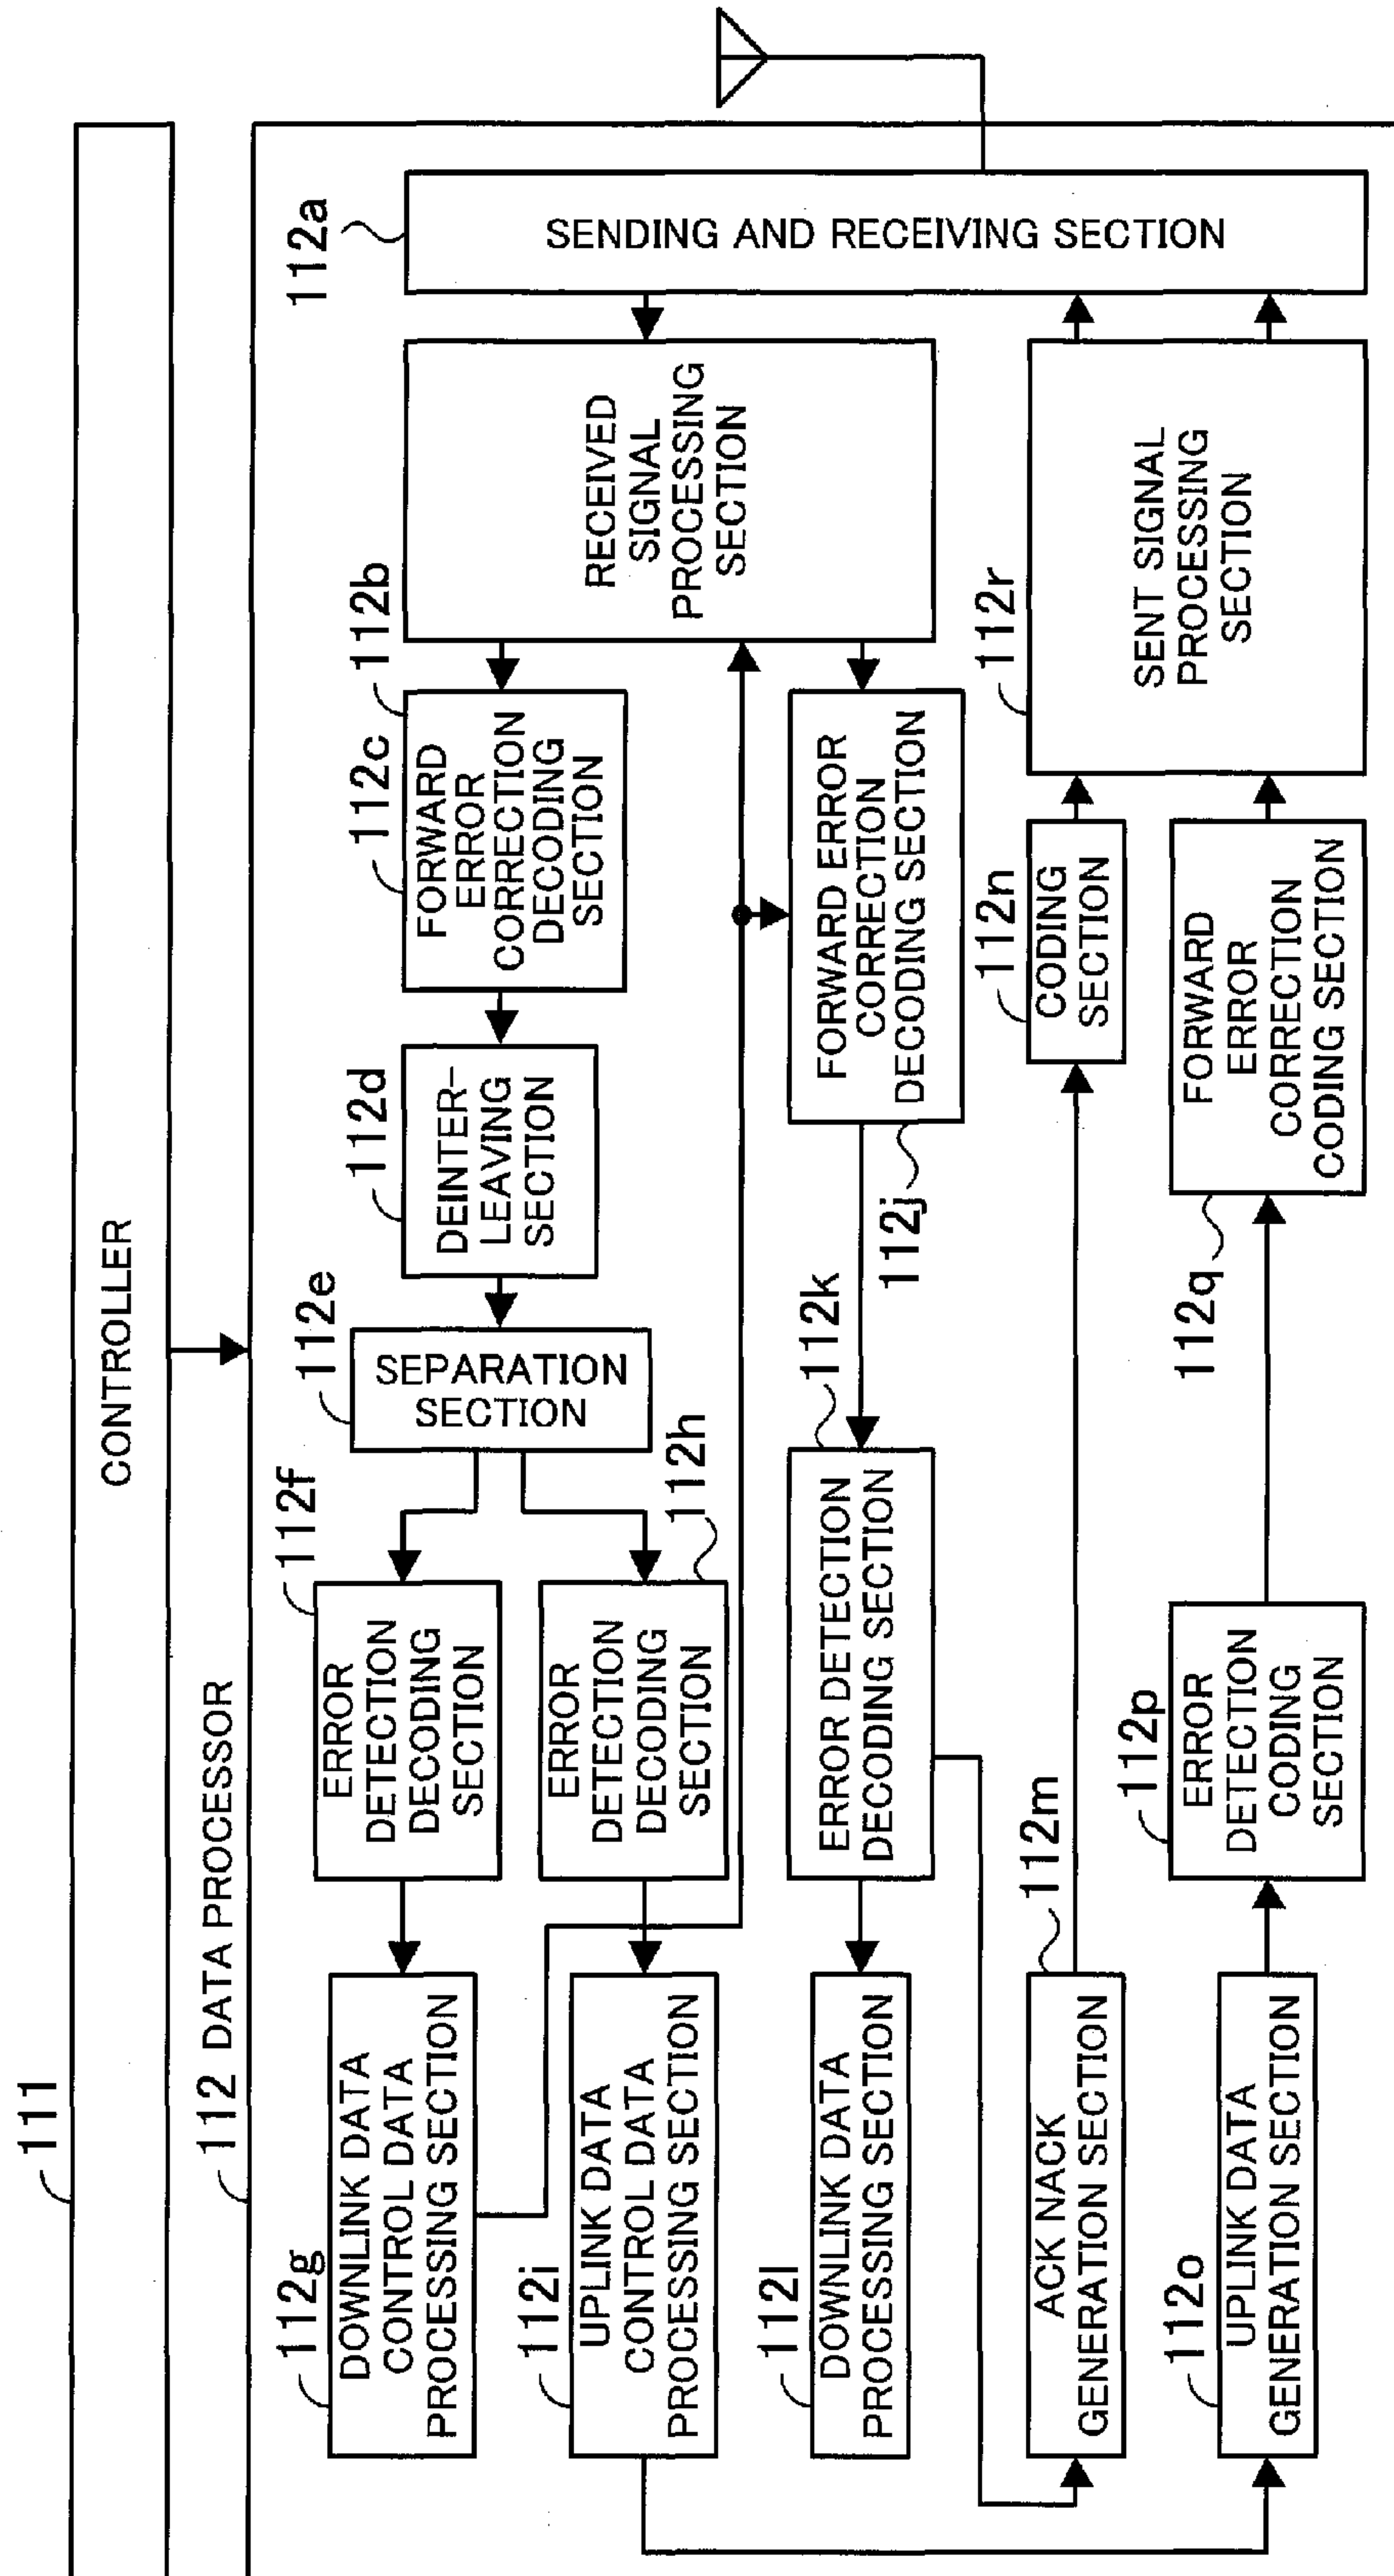 111
CONTROLLER
112 DATA PROCESSOR
112a
SENDING AND RECEIVING SECTION
RECEIVED
SIGNAL
PROCESSING
SECTION
112b
112c
FORWARD
ERROR
CORRECTION
DECODING
SECTION
112d
DEINTER-
LEAVING
SECTION
112e
SEPARATION
SECTION
112f
ERROR
DETECTION
DECODING
SECTION
112h
ERROR
DETECTION
DECODING
SECTION
112g
DOWNLINK DATA
CONTROL DATA
PROCESSING SECTION
112i
UPLINK DATA
CONTROL DATA
PROCESSING SECTION
FORWARD ERROR
CORRECTION
DECODING SECTION
112j
112k
ERROR DETECTION
DECODING SECTION
112l
DOWNLINK DATA
PROCESSING SECTION
112m
ACK NACK
GENERATION SECTION
112n
CODING
SECTION
112r
SENT SIGNAL
PROCESSING
SECTION
112o
UPLINK DATA
GENERATION SECTION
112p
ERROR
DETECTION
CODING
SECTION
112q
FORWARD
ERROR
CORRECTION
CODING SECTION